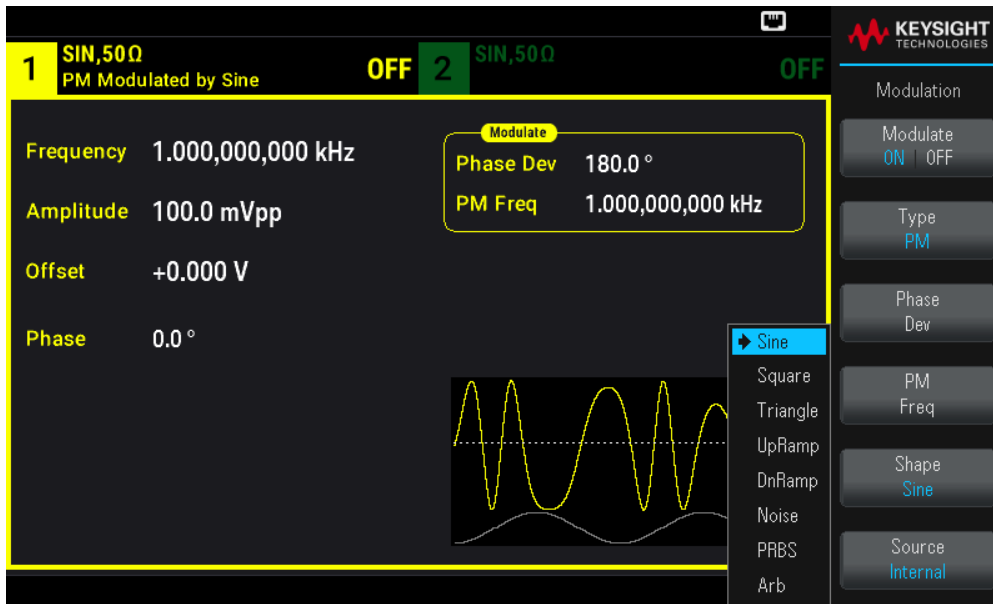 1
SIN,50Ω
PM Modulated by Sine
OFF
2
SIN,50Ω
OFF
Frequency 1.000,000,000 kHz
Amplitude 100.0 mVpp
Offset +0.000 V
Phase 0.0 °
Modulate
Phase Dev 180.0 °
PM Freq 1.000,000,000 kHz
Sine
Square
Triangle
UpRamp
DnRamp
Noise
PRBS
Arb
KEYSIGHT
TECHNOLOGIES
Modulation
Modulate
ON | OFF
Type
PM
Phase
Dev
PM
Freq
Shape
Sine
Source
Internal